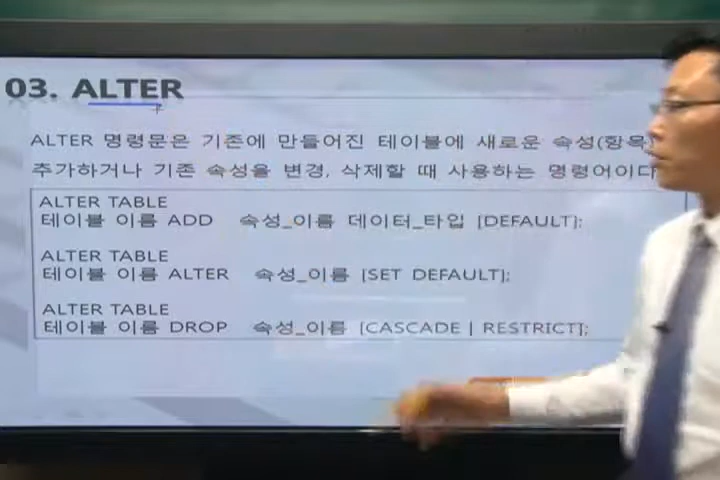 03. ALTER
ALTER 명령문은 기존에 만들어진 테이블에 새로운 속성(항목)
추가하거나 기존 속성을 변경, 삭제할 때 사용하는 명령어이다
ALTER TABLE
테이블 이름 ADD 속성_이름 데이터_타입 [DEFAULT];
ALTER TABLE
테이블 이름 ALTER 속성_이름 [SET DEFAULT];
ALTER TABLE
테이블 이름 DROP 속성_이름 [CASCADE | RESTRICT];